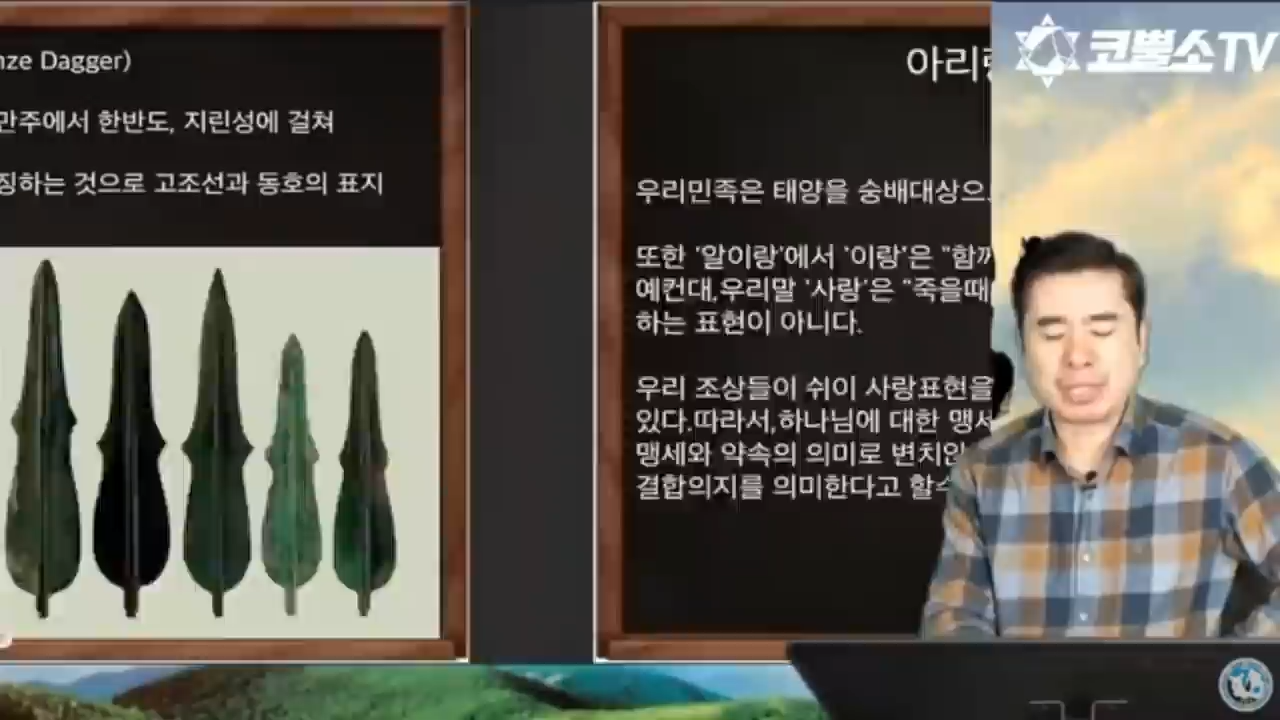 nze Dagger)
만주에서 한반도, 지린성에 걸쳐
징하는 것으로 고조선과 동호의 표지
아리랑
우리민족은 태양을 숭배대상으
또한 '알이랑'에서 '이랑'은 "함께
예컨대,우리말 '사랑'은 "죽을때
하는 표현이 아니다.
우리 조상들이 쉬이 사랑표현을
있다.따라서,하나님에 대한 맹세
맹세와 약속의 의미로 변치않
결합의지를 의미한다고 할수
코뿔소TV